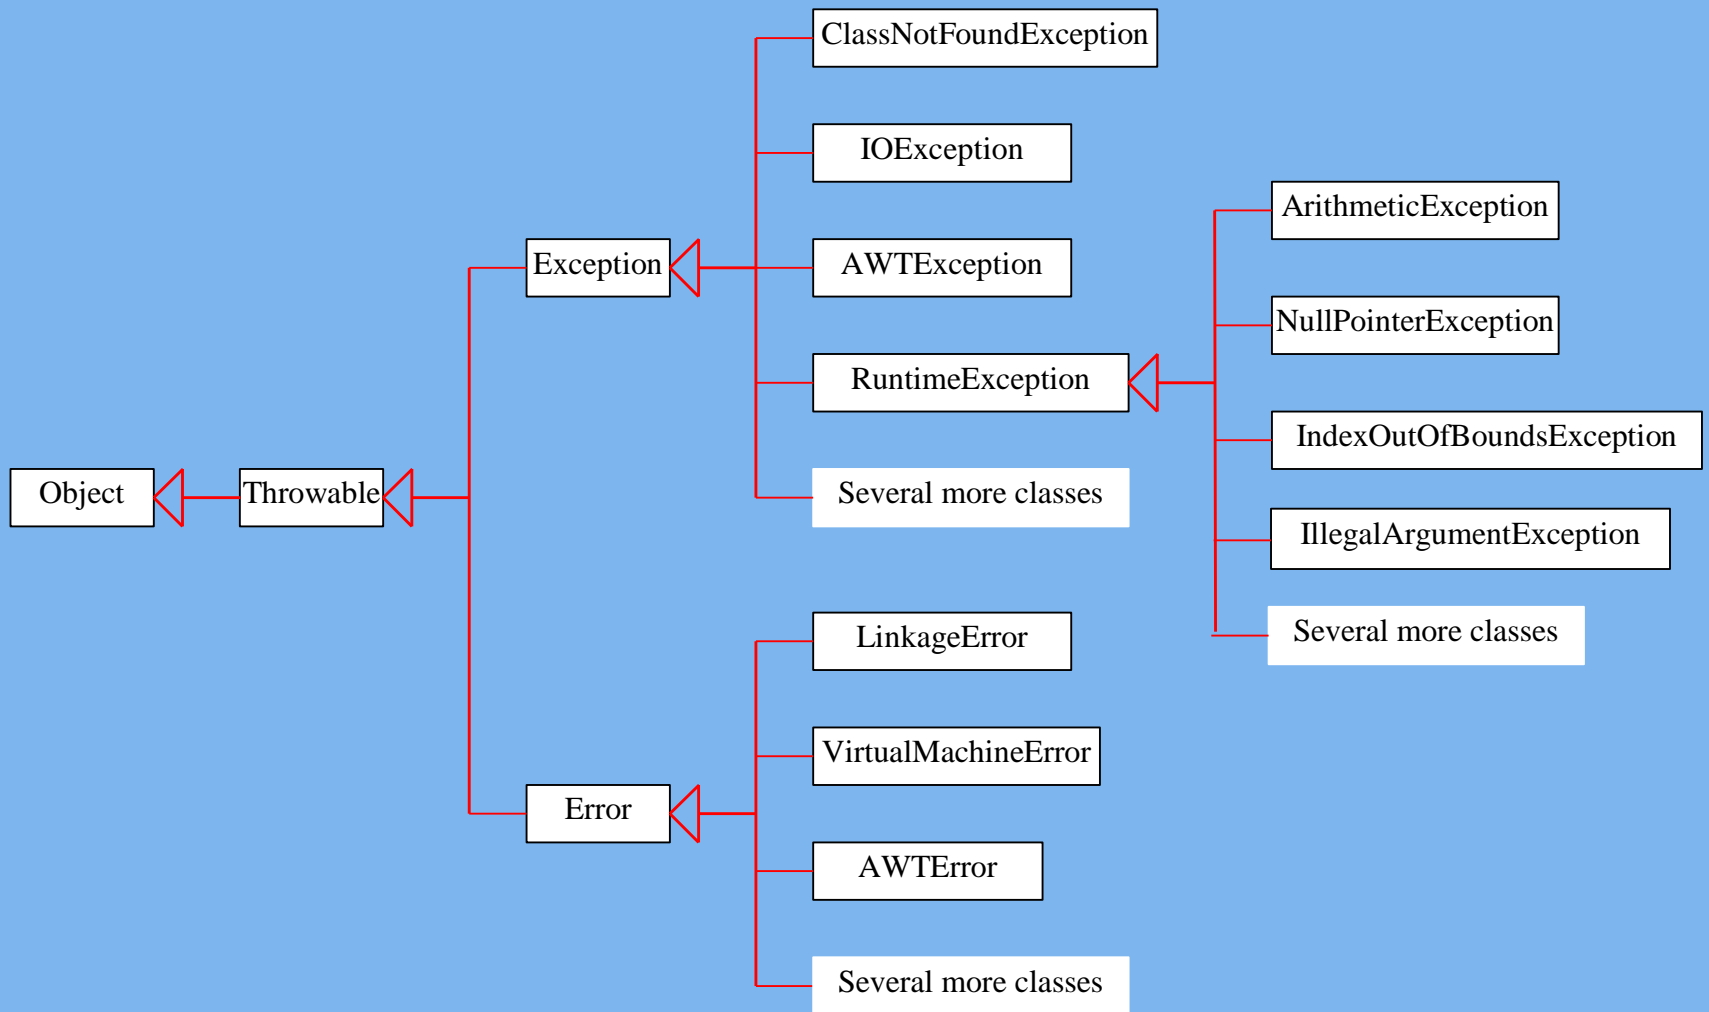 ClassNotFoundException
IOException
ArithmeticException
Exception
AWTException
NullPointerException
RuntimeException
IndexOutOfBoundsException
Object
Throwable
Several more classes
IllegalArgumentException
LinkageError
Several more classes
VirtualMachineError
Error
AWTError
Several more classes